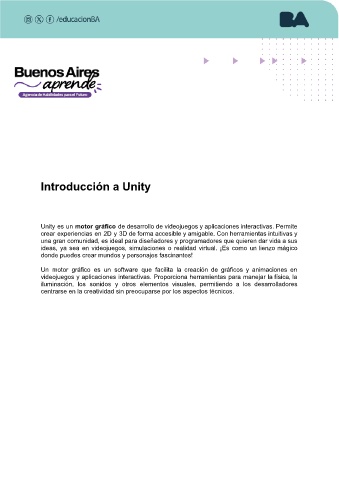 /educacionBA
BA
Buenos Aires
aprende
Agencia de Habilidades para el Futuro
Introducción a Unity
Unity es un motor gráfico de desarrollo de videojuegos y aplicaciones interactivas. Permite
crear experiencias en 2D y 3D de forma accesible y amigable. Con herramientas intuitivas y
una gran comunidad, es ideal para diseñadores y programadores que quieren dar vida a sus
ideas, ya sea en videojuegos, simulaciones o realidad virtual. ¡Es como un lienzo mágico
donde puedes crear mundos y personajes fascinantes!
Un motor gráfico es un software que facilita la creación de gráficos y animaciones en
videojuegos y aplicaciones interactivas. Proporciona herramientas para manejar la física, la
iluminación, los sonidos y otros elementos visuales, permitiendo a los desarrolladores
centrarse en la creatividad sin preocuparse por los aspectos técnicos.